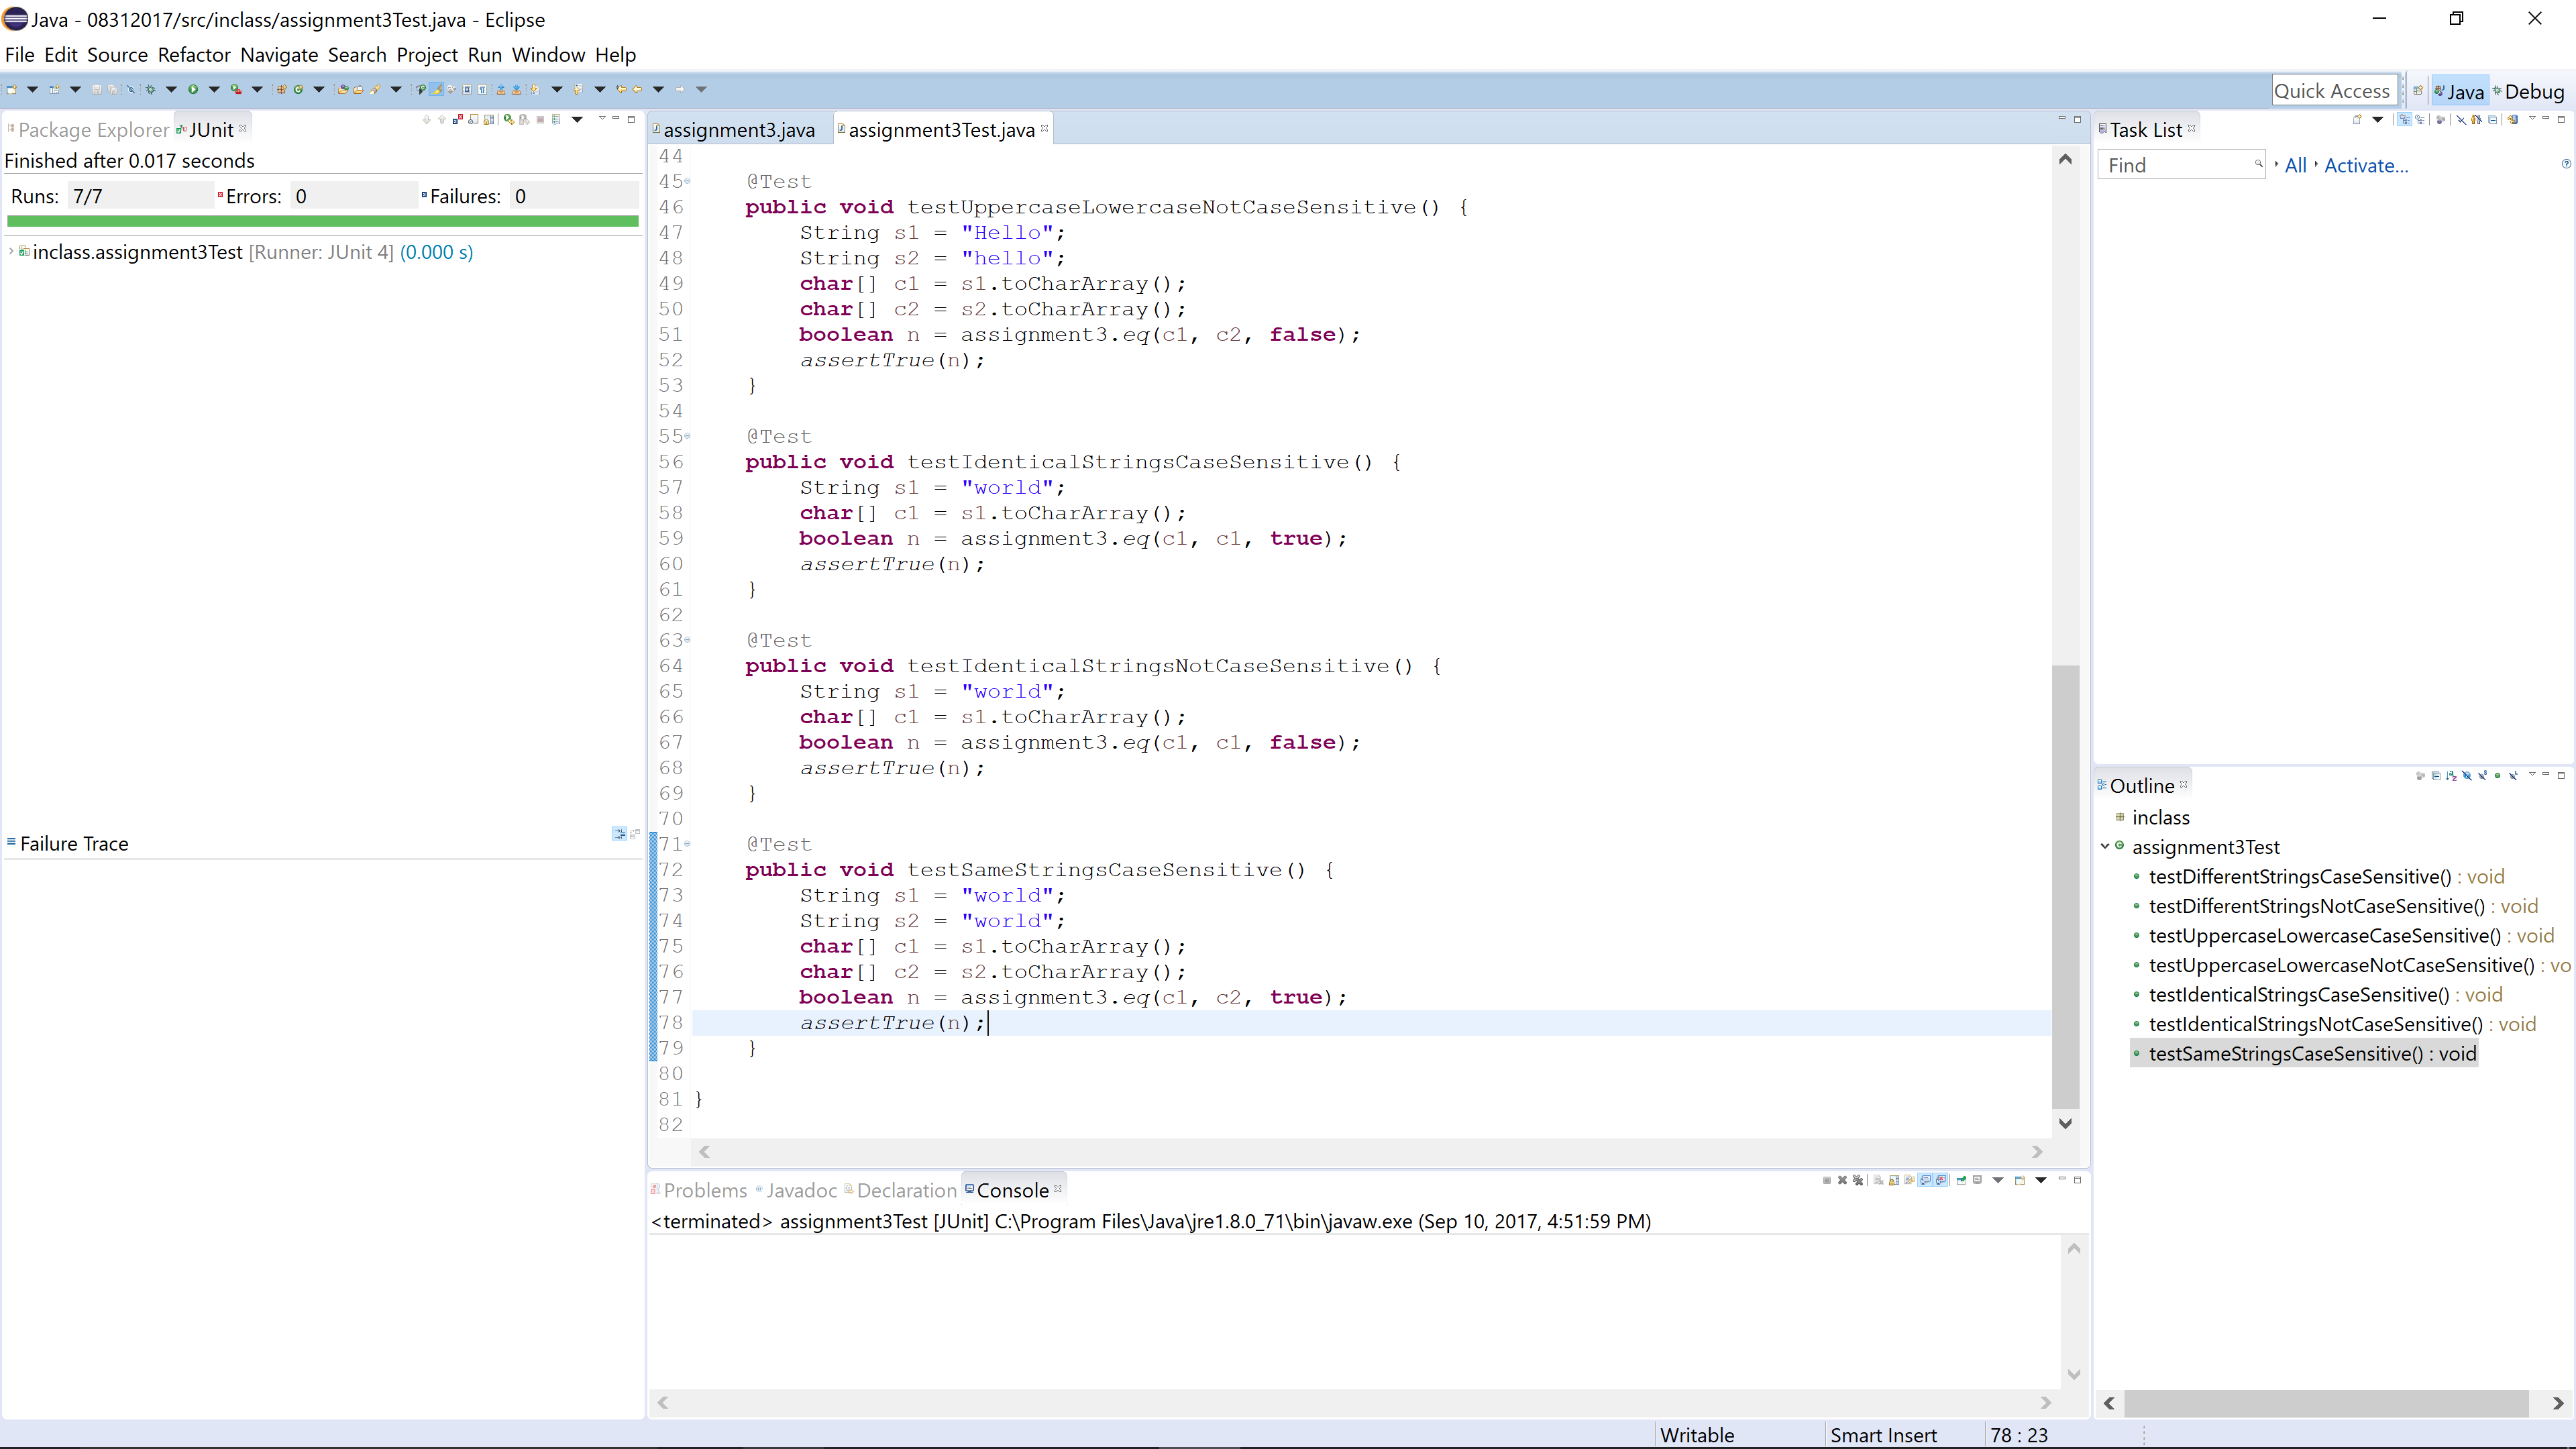 Java - 08312017/src/inclass/assignment3Test.java - Eclipse
File Edit Source Refactor Navigate Search Project Run Window Help
Quick Access
Java
Debug
Package Explorer
JUnit
Finished after 0.017 seconds
Runs: 7/7
Errors: 0
Failures: 0
inclass.assignment3Test [Runner: JUnit 4] (0.000 s)
Failure Trace
assignment3.java
assignment3Test.java
44
45 @Test
46 public void testUppercaseLowercaseNotCaseSensitive() {
47 String s1 = "Hello";
48 String s2 = "hello";
49 char[] c1 = s1.toCharArray();
50 char[] c2 = s2.toCharArray();
51 boolean n = assignment3.eq(c1, c2, false);
52 assertTrue(n);
53 }
54
55 @Test
56 public void testIdenticalStringsCaseSensitive() {
57 String s1 = "world";
58 char[] c1 = s1.toCharArray();
59 boolean n = assignment3.eq(c1, c1, true);
60 assertTrue(n);
61 }
62
63 @Test
64 public void testIdenticalStringsNotCaseSensitive() {
65 String s1 = "world";
66 char[] c1 = s1.toCharArray();
67 boolean n = assignment3.eq(c1, c1, false);
68 assertTrue(n);
69 }
70
71 @Test
72 public void testSameStringsCaseSensitive() {
73 String s1 = "world";
74 String s2 = "world";
75 char[] c1 = s1.toCharArray();
76 char[] c2 = s2.toCharArray();
77 boolean n = assignment3.eq(c1, c2, true);
78 assertTrue(n);
79 }
80
81 }
82
Problems
Javadoc
Declaration
Console
<terminated> assignment3Test [JUnit] C:\Program Files\Java\jre1.8.0_71\bin\javaw.exe (Sep 10, 2017, 4:51:59 PM)
Task List
Find
All
Activate...
Outline
inclass
assignment3Test
testDifferentStringsCaseSensitive() : void
testDifferentStringsNotCaseSensitive() : void
testUppercaseLowercaseCaseSensitive() : void
testUppercaseLowercaseNotCaseSensitive() : vo
testIdenticalStringsCaseSensitive() : void
testIdenticalStringsNotCaseSensitive() : void
testSameStringsCaseSensitive() : void
Writable
Smart Insert
78 : 23